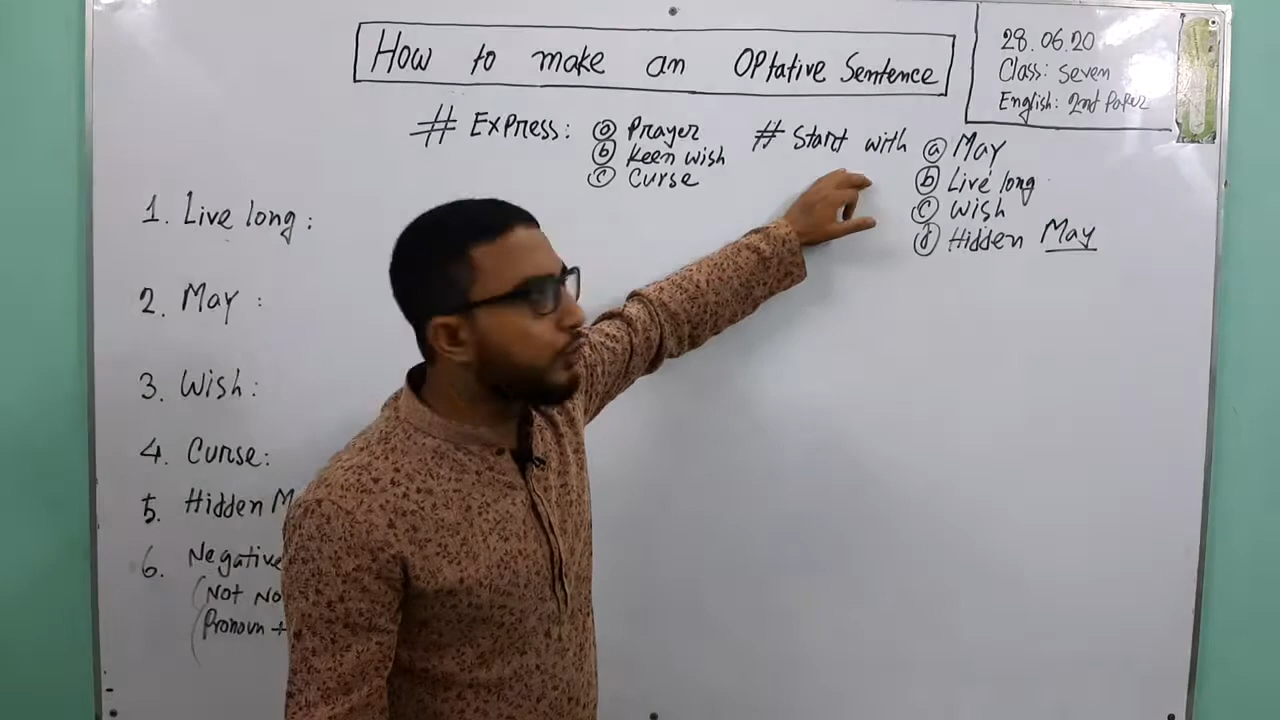 How to make an Optative Sentence
28.06.20
Class: Seven
English: 2nd Paper
# Express: (a) Prayer
(b) Keen wish
(c) Curse
# Start with (a) May
(b) Live long
(c) Wish
(d) Hidden May
1. Live long:
2. May :
3. Wish:
4. Curse:
5. Hidden M
6. Negative
(Not No
(Pronoun +